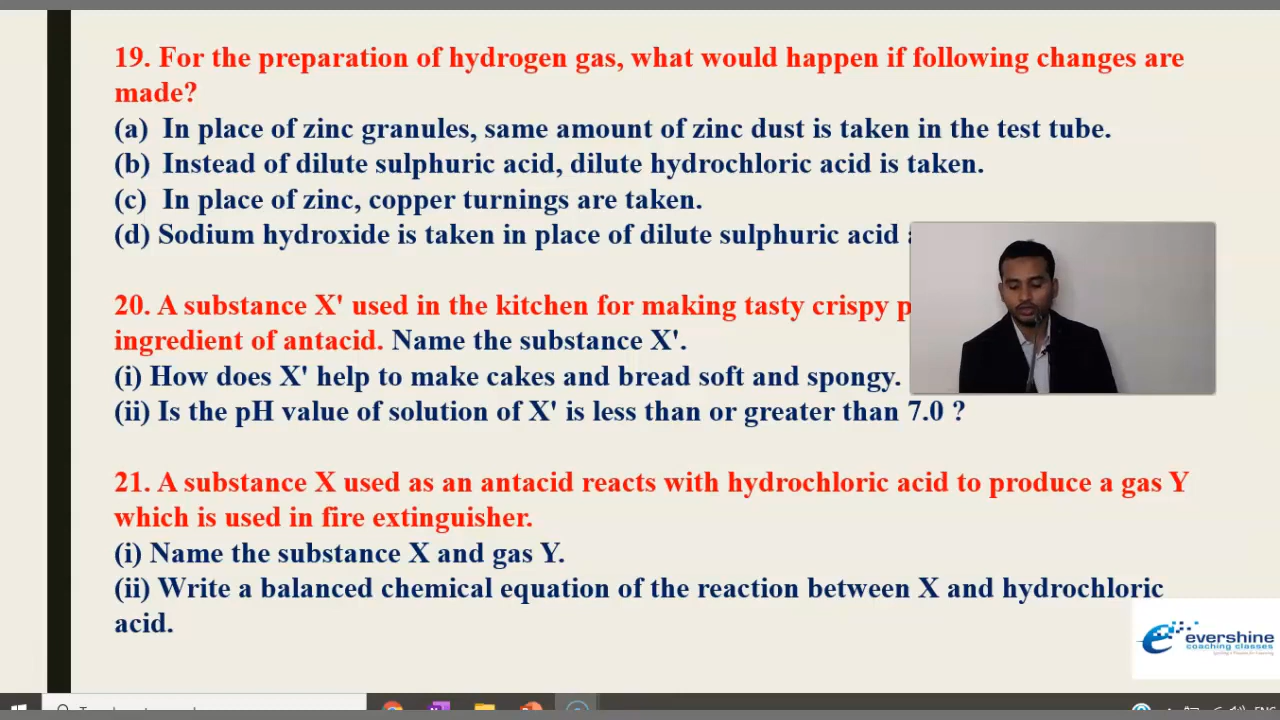 19. For the preparation of hydrogen gas, what would happen if following changes are
made?
(a) In place of zinc granules, same amount of zinc dust is taken in the test tube.
(b) Instead of dilute sulphuric acid, dilute hydrochloric acid is taken.
(c) In place of zinc, copper turnings are taken.
(d) Sodium hydroxide is taken in place of dilute sulphuric acid
20. A substance X' used in the kitchen for making tasty crispy
ingredient of antacid. Name the substance X'.
(i) How does X' help to make cakes and bread soft and spongy.
(ii) Is the pH value of solution of X' is less than or greater than 7.0 ?
21. A substance X used as an antacid reacts with hydrochloric acid to produce a gas Y
which is used in fire extinguisher.
(i) Name the substance X and gas Y.
(ii) Write a balanced chemical equation of the reaction between X and hydrochloric
acid.
evershine
coaching classes